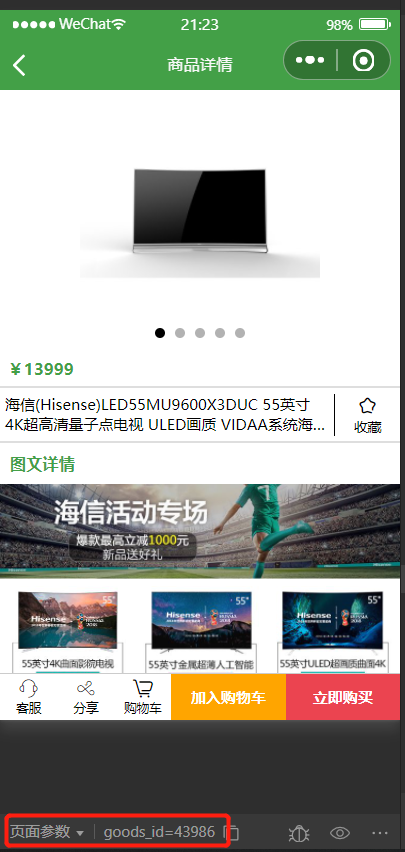 WeChat 21:23 98%
商品详情
￥13999
海信(Hisense)LED55MU9600X3DUC 55英寸
4K超高清量子点电视 ULED画质 VIDAA系统海...
收藏
图文详情
海信活动专场
爆款最高立减1000元
新品送好礼
Hisense 55"
Hisense 55"
Hisense 55"
55英寸4K曲面影院电视
55英寸金属超薄人工智能
55英寸ULED超画质曲面4K
客服 分享 购物车 加入购物车 立即购买
页面参数 goods_id=43986